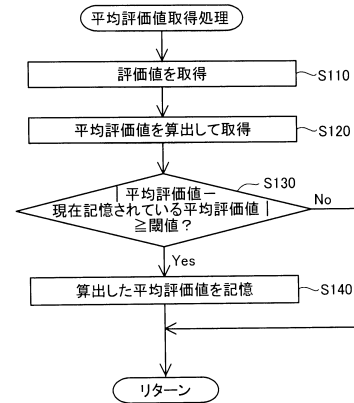 平均評価値取得処理
評価値を取得
S110
平均評価値を算出して取得
S120
S130
|平均評価値－
現在記憶されている平均評価値|
≧閾値？
No
Yes
算出した平均評価値を記憶
S140
リターン